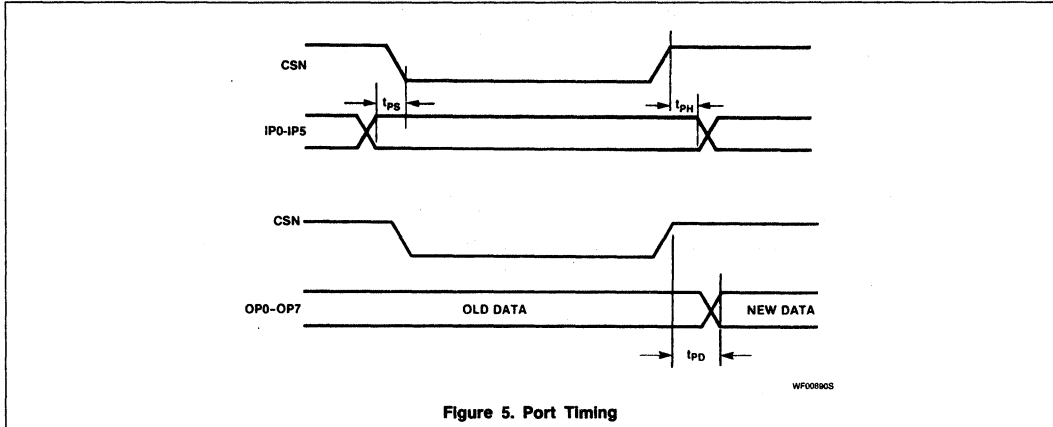 CSN
tPS
tPH
IP0-IP5
CSN
OP0-OP7
OLD DATA
NEW DATA
tPD
WF00890S
Figure 5. Port Timing